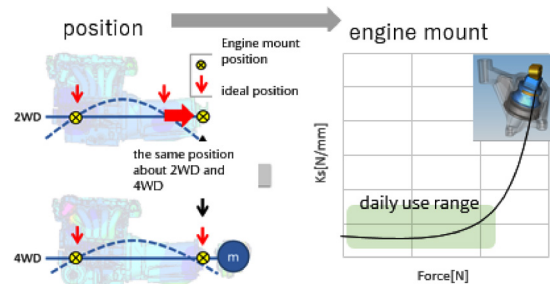 position
engine mount
Engine mount
position
ideal position
2WD
the same position
about 2WD and
4WD
4WD
m
Ks[N/mm]
daily use range
Force[N]